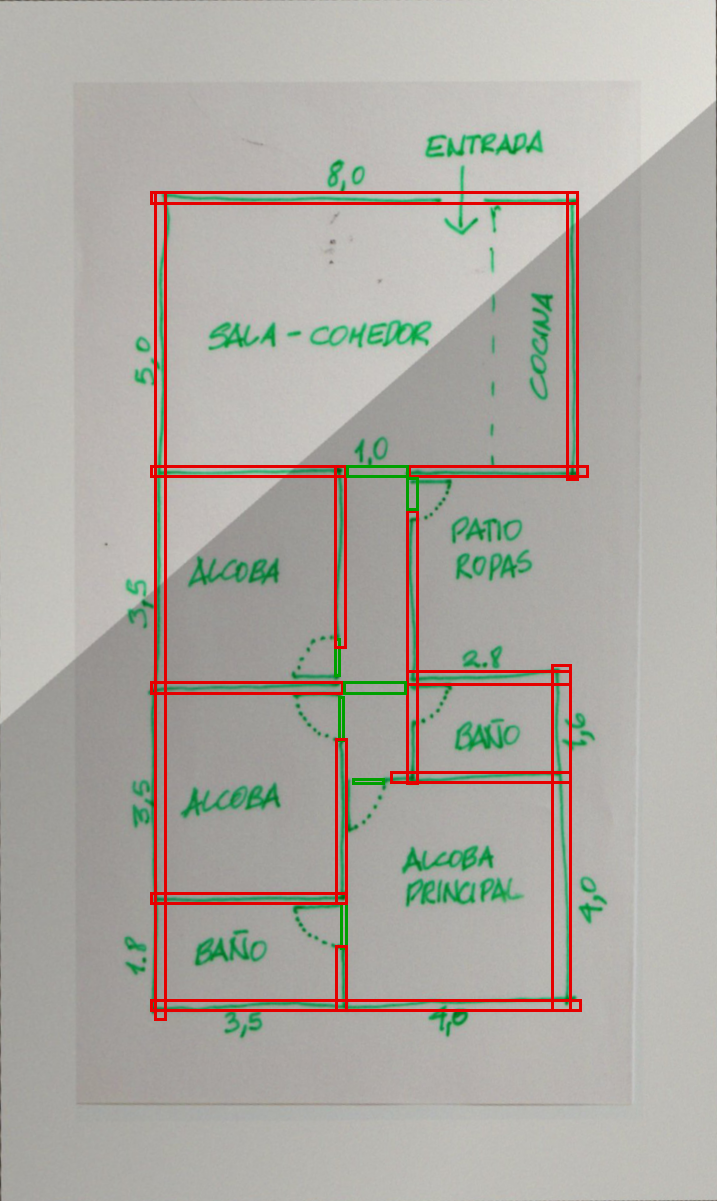 ENTRADA
8,0
SALA - COMEDOR
COCINA
5,0
1,0
PATIO
ROPAS
ALCOBA
3,5
2.8
BAÑO
1,6
ALCOBA
3,5
ALCOBA
PRINCIPAL
4,0
BAÑO
1.8
3,5
4,0